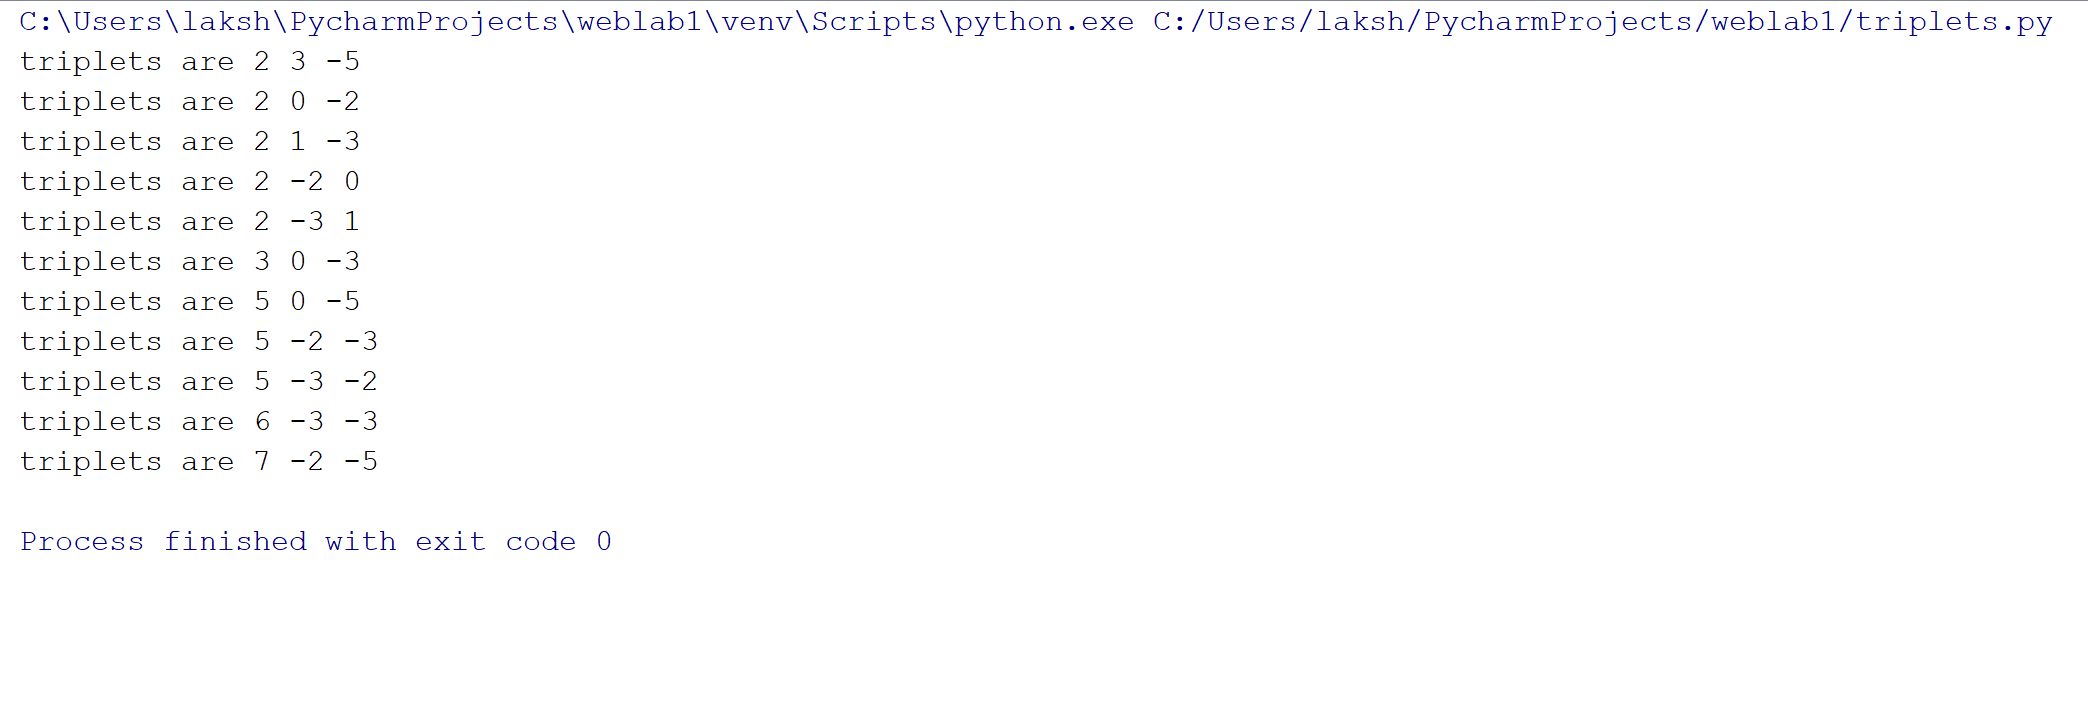 C:\Users\laksh\PycharmProjects\weblab1\venv\Scripts\python.exe C:/Users/laksh/PycharmProjects/weblab1/triplets.py
triplets are 2 3 -5
triplets are 2 0 -2
triplets are 2 1 -3
triplets are 2 -2 0
triplets are 2 -3 1
triplets are 3 0 -3
triplets are 5 0 -5
triplets are 5 -2 -3
triplets are 5 -3 -2
triplets are 6 -3 -3
triplets are 7 -2 -5
Process finished with exit code 0